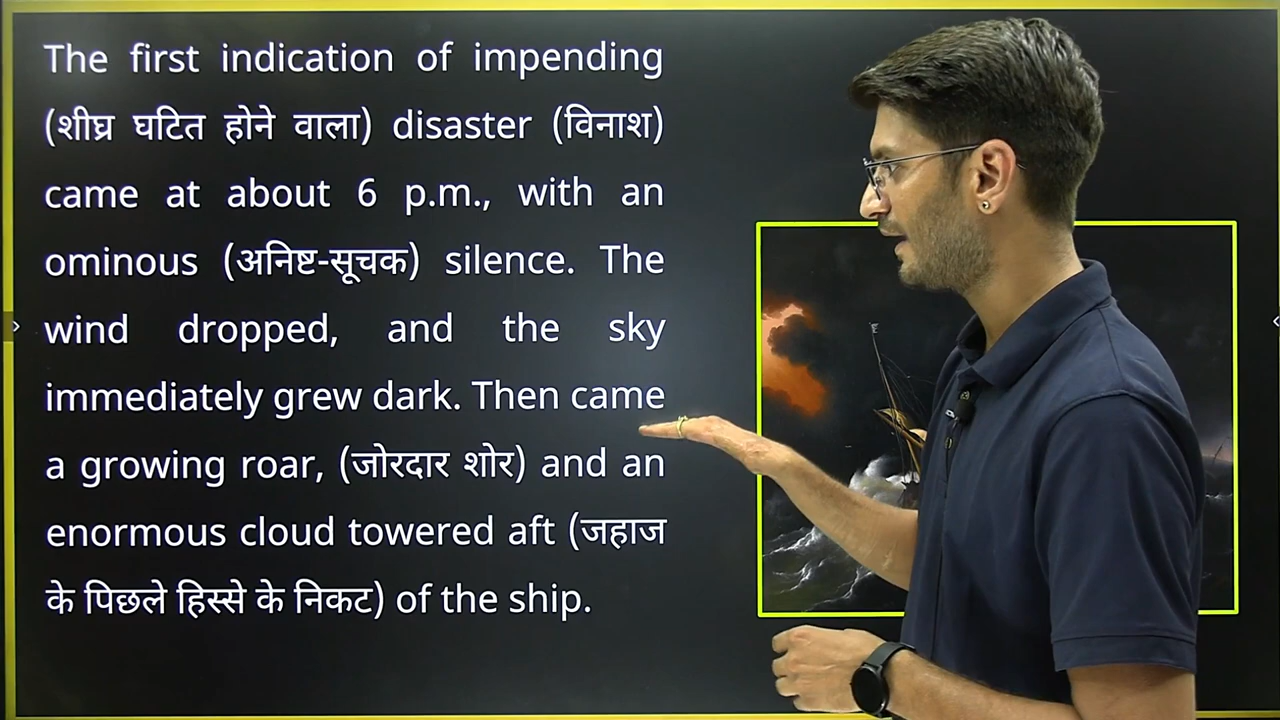 The first indication of impending
(शीघ्र घटित होने वाला) disaster (विनाश)
came at about 6 p.m., with an
ominous (अनिष्ट-सूचक) silence. The
wind dropped, and the sky
immediately grew dark. Then came
a growing roar, (जोरदार शोर) and an
enormous cloud towered aft (जहाज
के पिछले हिस्से के निकट) of the ship.